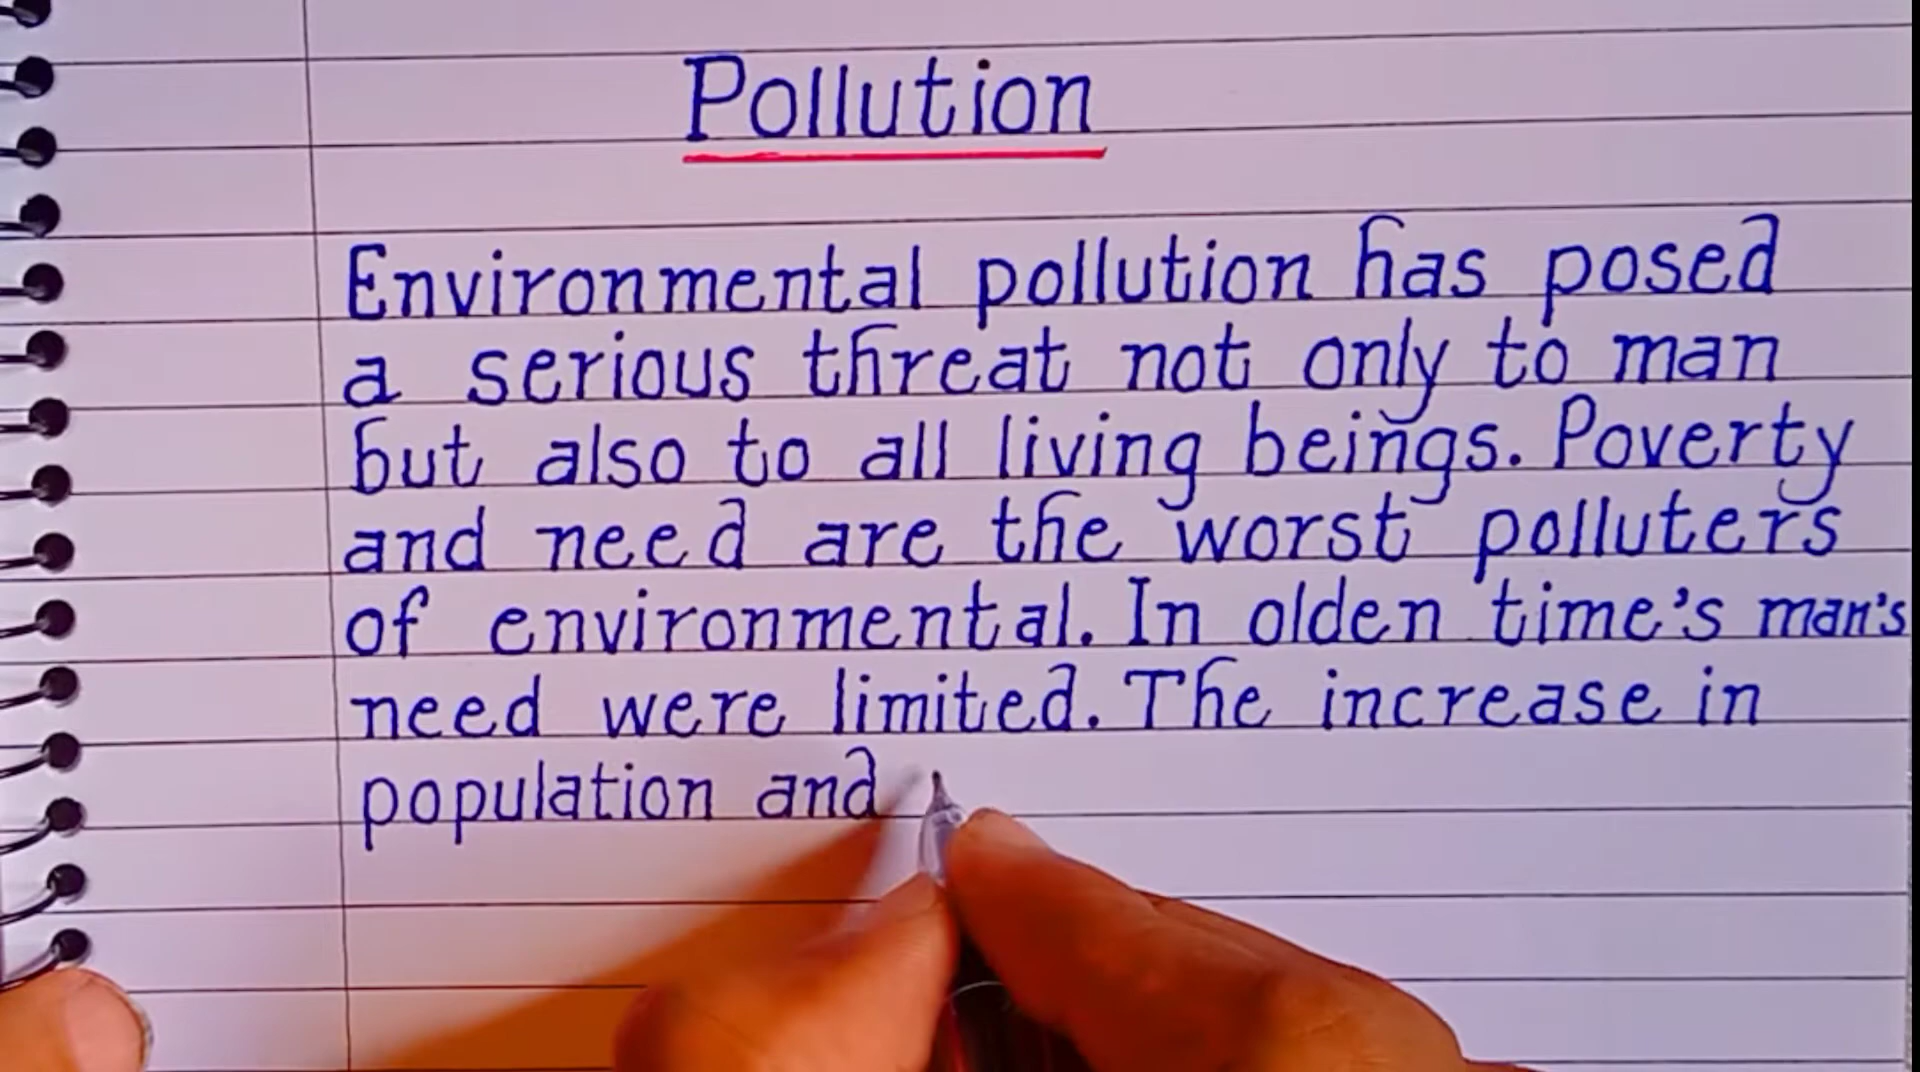 Pollution
Environmental pollution has posed
a serious threat not only to man
but also to all living beings. Poverty
and need are the worst polluters
of environmental. In olden time's man's
need were limited. The increase in
population and